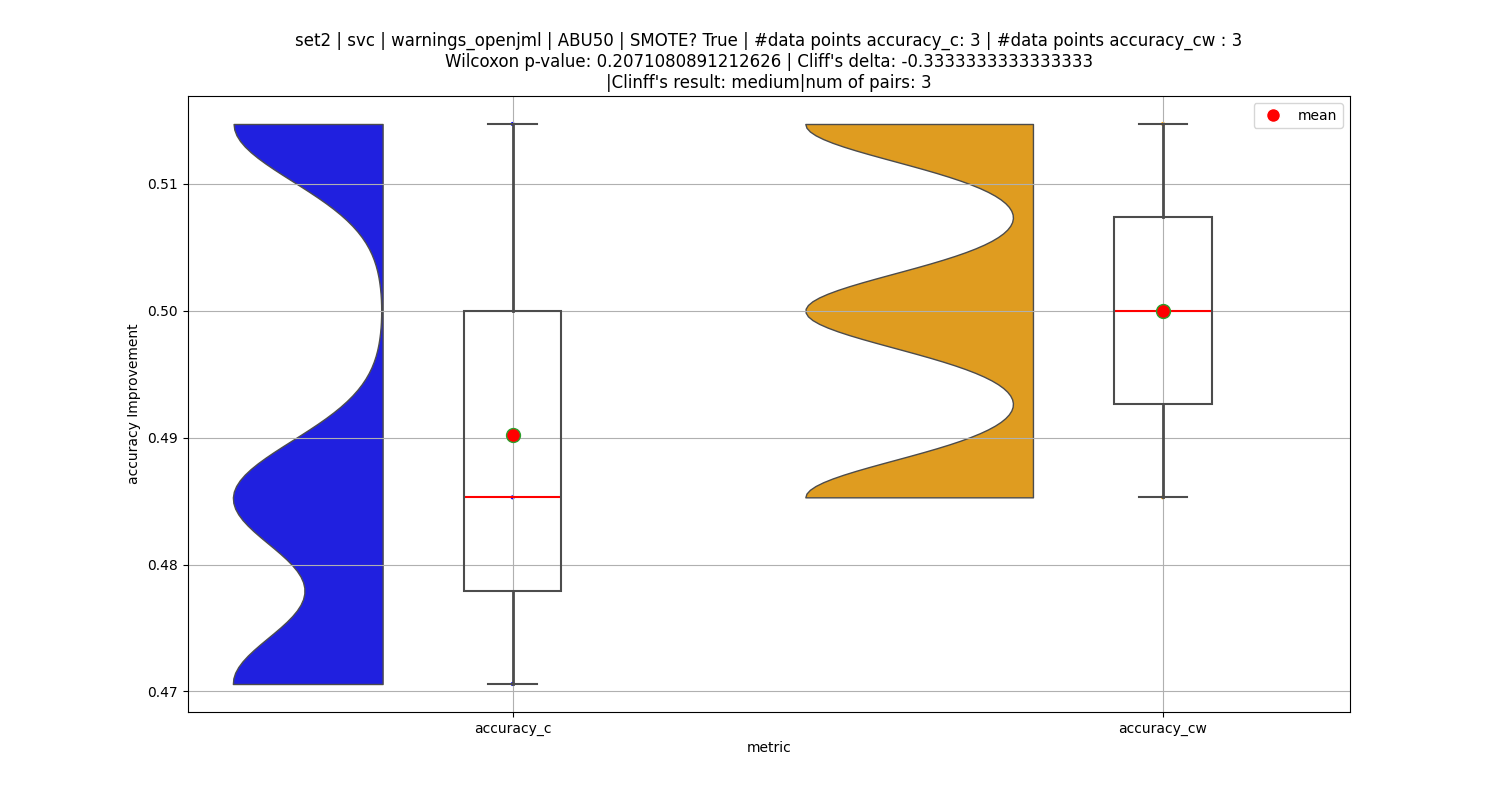 set2 | svc | warnings_openjml | ABU50 | SMOTE? True | #data points accuracy_c: 3 | #data points accuracy_cw : 3
Wilcoxon p-value: 0.2071080891212626 | Cliff's delta: -0.3333333333333333
|Clinff's result: medium|num of pairs: 3
mean
0.51
0.50
0.49
0.48
0.47
accuracy Improvement
accuracy_c
accuracy_cw
metric